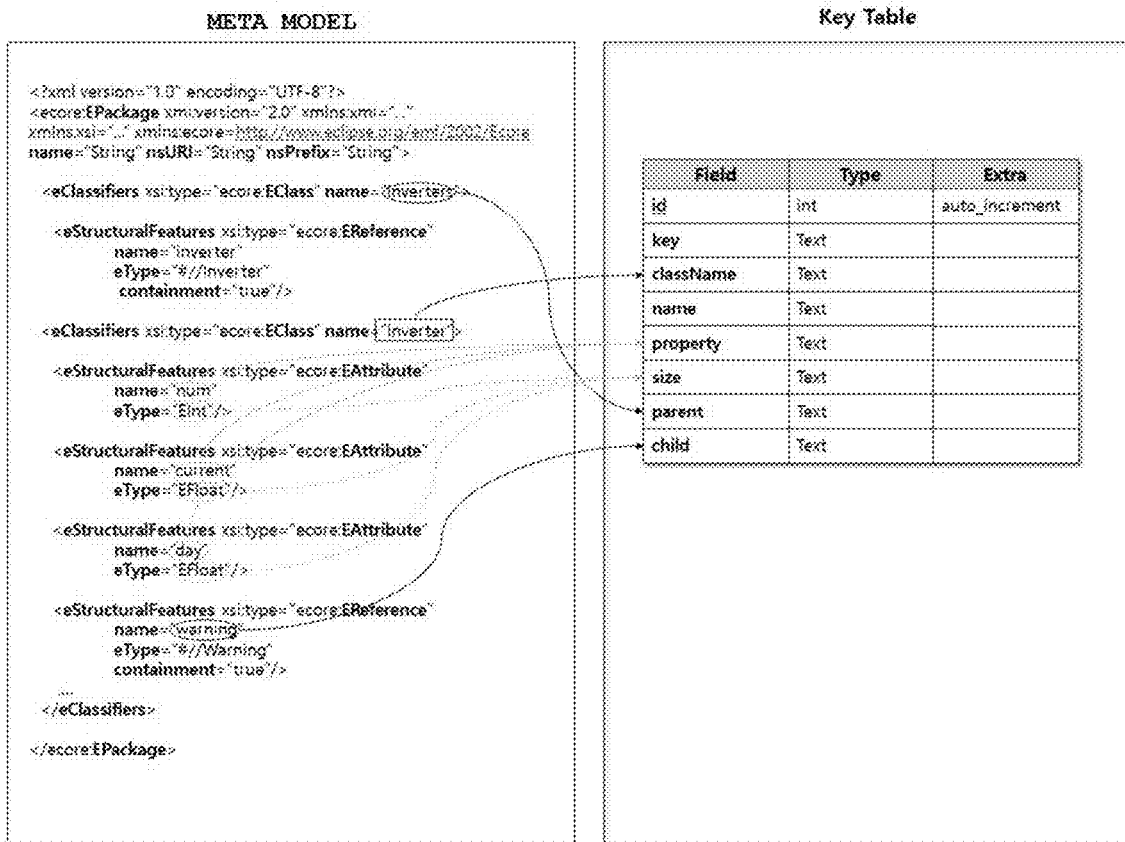 META MODEL
<?xml version="1.0" encoding="UTF-8"?>
<ecore:EPackage xmi:version="2.0" xmlns:xmi="..."
xmlns:xsi="..." xmlns:ecore=http://www.eclipse.org/emf/2002/Ecore
name="String" nsURI="String" nsPrefix="String">
<eClassifiers xsi:type="ecore:EClass" name="Inverters">
<eStructuralFeatures xsi:type="ecore:EReference"
name="inverter"
eType="#//Inverter"
containment="true"/>
<eClassifiers xsi:type="ecore:EClass" name="Inverter">
<eStructuralFeatures xsi:type="ecore:EAttribute"
name="num"
eType="EInt"/>
<eStructuralFeatures xsi:type="ecore:EAttribute"
name="current"
eType="EFloat"/>
<eStructuralFeatures xsi:type="ecore:EAttribute"
name="day"
eType="EFloat"/>
<eStructuralFeatures xsi:type="ecore:EReference"
name="warning"
eType="#//Warning"
containment="true"/>
...
</eClassifiers>
</ecore:EPackage>
Key Table
Field Type Extra
id int auto_increment
key Text
className Text
name Text
property Text
size Text
parent Text
child Text